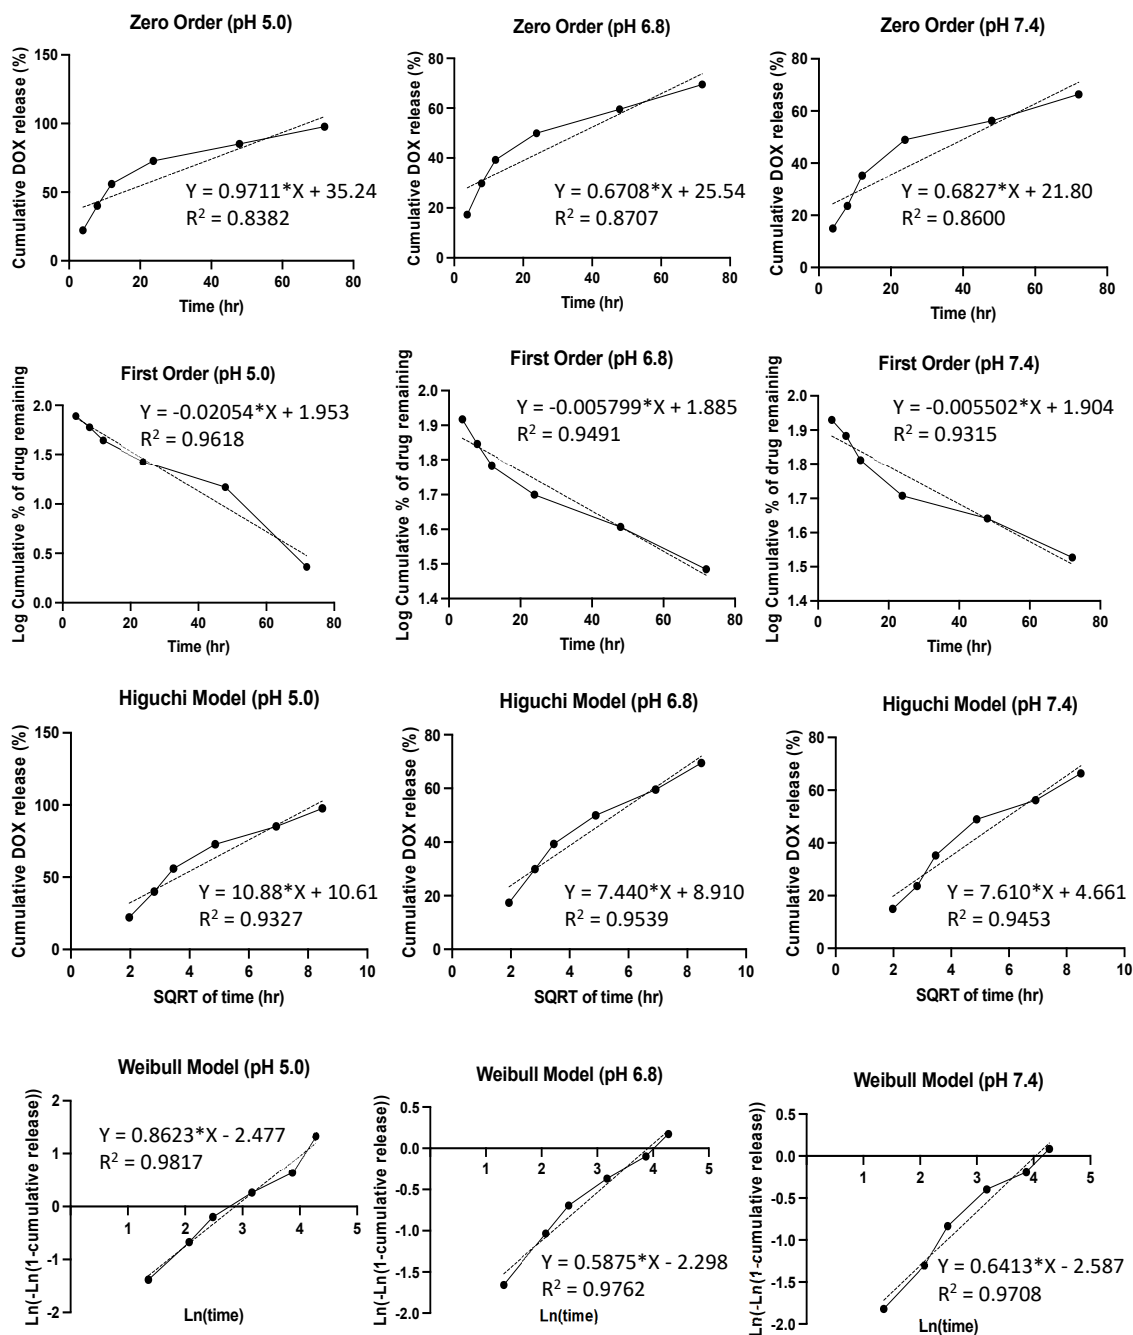 Zero Order (pH 5.0)
Cumulative DOX release (%)
150
100
50
0
Y = 0.9711*X + 35.24
R² = 0.8382
0 20 40 60 80
Time (hr)
Zero Order (pH 6.8)
Cumulative DOX release (%)
80
60
40
20
0
Y = 0.6708*X + 25.54
R² = 0.8707
0 20 40 60 80
Time (hr)
Zero Order (pH 7.4)
Cumulative DOX release (%)
80
60
40
20
0
Y = 0.6827*X + 21.80
R² = 0.8600
0 20 40 60 80
Time (hr)
First Order (pH 5.0)
Log Cumulative % of drug remaining
2.0
1.5
1.0
0.5
0.0
Y = -0.02054*X + 1.953
R² = 0.9618
0 20 40 60 80
Time (hr)
First Order (pH 6.8)
Log Cumulative % of drug remaining
2.0
1.9
1.8
1.7
1.6
1.5
1.4
Y = -0.005799*X + 1.885
R² = 0.9491
0 20 40 60 80
Time (hr)
First Order (pH 7.4)
Log Cumulative % of drug remaining
2.0
1.9
1.8
1.7
1.6
1.5
1.4
Y = -0.005502*X + 1.904
R² = 0.9315
0 20 40 60 80
Time (hr)
Higuchi Model (pH 5.0)
Cumulative DOX release (%)
150
100
50
0
Y = 10.88*X + 10.61
R² = 0.9327
0 2 4 6 8 10
SQRT of time (hr)
Higuchi Model (pH 6.8)
Cumulative DOX release (%)
80
60
40
20
0
Y = 7.440*X + 8.910
R² = 0.9539
0 2 4 6 8 10
SQRT of time (hr)
Higuchi Model (pH 7.4)
Cumulative DOX release (%)
80
60
40
20
0
Y = 7.610*X + 4.661
R² = 0.9453
0 2 4 6 8 10
SQRT of time (hr)
Weibull Model (pH 5.0)
Ln(-Ln(1-cumulative release))
2
1
0
-1
-2
Y = 0.8623*X - 2.477
R² = 0.9817
1 2 3 4 5
Ln(time)
Weibull Model (pH 6.8)
Ln(-Ln(1-cumulative release))
0.5
0.0
-0.5
-1.0
-1.5
-2.0
1 2 3 4 5
Y = 0.5875*X - 2.298
R² = 0.9762
Ln(time)
Weibull Model (pH 7.4)
Ln(-Ln(1-cumulative release))
0.5
0.0
-0.5
-1.0
-1.5
-2.0
1 2 3 4 5
Y = 0.6413*X - 2.587
R² = 0.9708
Ln(time)